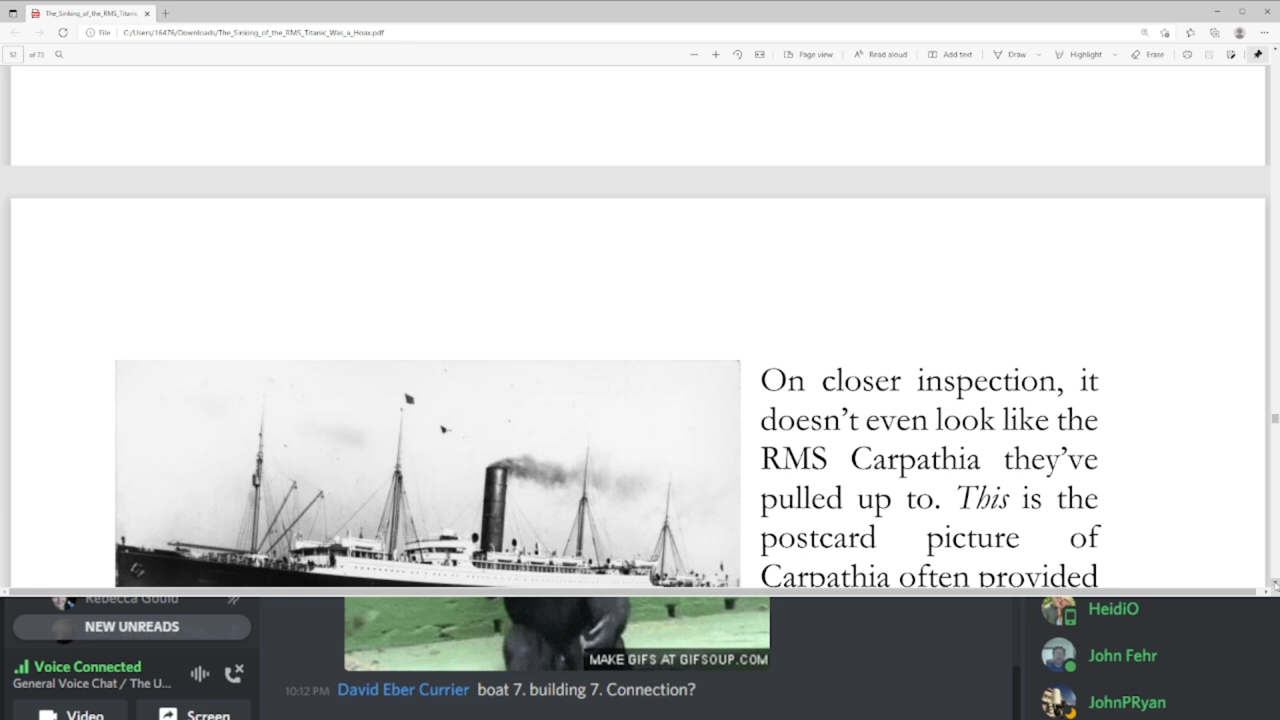 The_Sinking_of_the_RMS_Titanic
File C:/Users/16476/Downloads/The_Sinking_of_the_RMS_Titanic_Was_a_Hoax.pdf
52 of 73 Page view Read aloud Add text Draw Highlight Erase
On closer inspection, it
doesn't even look like the
RMS Carpathia they've
pulled up to. This is the
postcard picture of
Carpathia often provided
Rebecca Gould
NEW UNREADS
Voice Connected
General Voice Chat / The U...
Video Screen
MAKE GIFS AT GIFSOUP.COM
10:12 PM David Eber Currier boat 7. building 7. Connection?
HeidiO
John Fehr
JohnPRyan